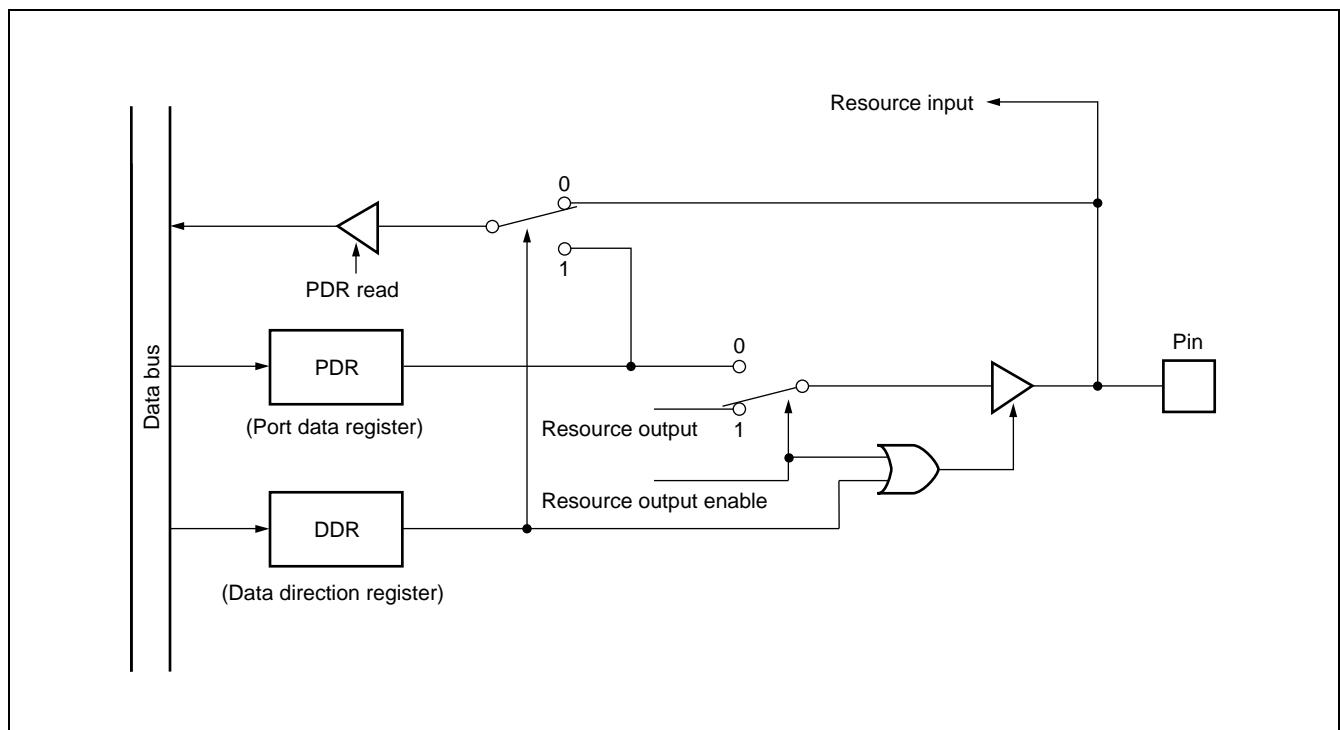 Resource input
0
1
PDR read
Data bus
PDR
(Port data register)
0
Pin
Resource output
1
Resource output enable
DDR
(Data direction register)